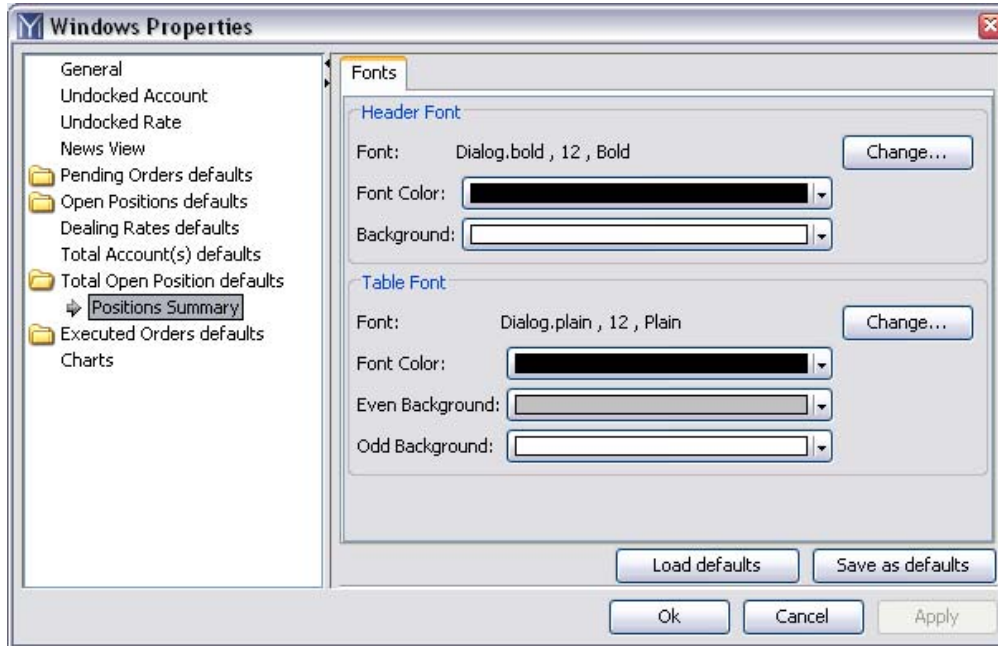 Windows Properties
General
Undocked Account
Undocked Rate
News View
Pending Orders defaults
Open Positions defaults
Dealing Rates defaults
Total Account(s) defaults
Total Open Position defaults
Positions Summary
Executed Orders defaults
Charts
Fonts
Header Font
Font: Dialog.bold , 12 , Bold Change...
Font Color:
Background:
Table Font
Font: Dialog.plain , 12 , Plain Change...
Font Color:
Even Background:
Odd Background:
Load defaults Save as defaults
Ok Cancel Apply